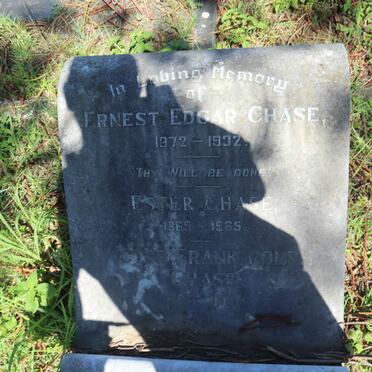 In Loving Memory
of
ERNEST EDGAR CHASE,
1872 - 1932.
"THY WILL BE DONE"
ESTER CHASE,
1869 - 1965.
FRANK
CHASE